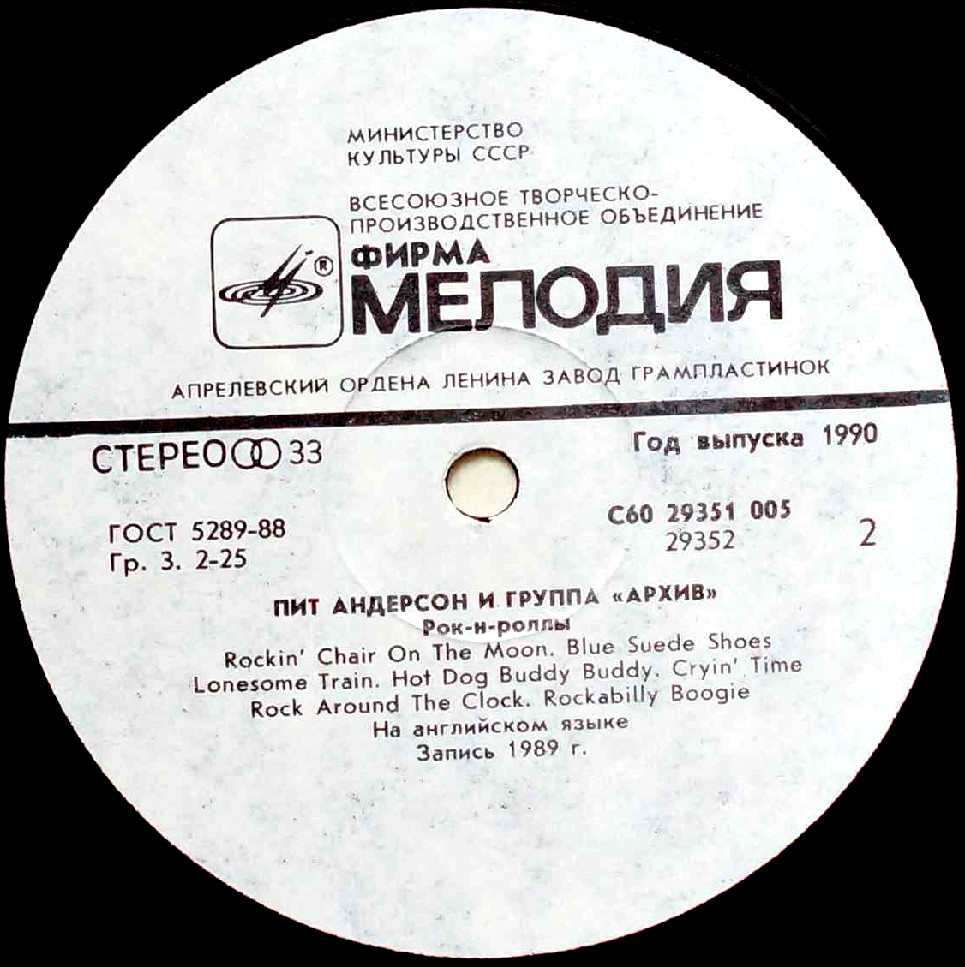 МИНИСТЕРСТВО
КУЛЬТУРЫ СССР
ВСЕСОЮЗНОЕ ТВОРЧЕСКО-
ПРОИЗВОДСТВЕННОЕ ОБЪЕДИНЕНИЕ
ФИРМА
®
МЕЛОДИЯ
АПРЕЛЕВСКИЙ ОРДЕНА ЛЕНИНА ЗАВОД ГРАМПЛАСТИНОК
СТЕРЕО 33
Год выпуска 1990
ГОСТ 5289-88
Гр. 3. 2-25
С60 29351 005
29352
2
ПИТ АНДЕРСОН И ГРУППА «АРХИВ»
Рок-н-роллы
Rockin' Chair On The Moon. Blue Suede Shoes
Lonesome Train. Hot Dog Buddy Buddy. Cryin' Time
Rock Around The Clock. Rockabilly Boogie
На английском языке
Запись 1989 г.